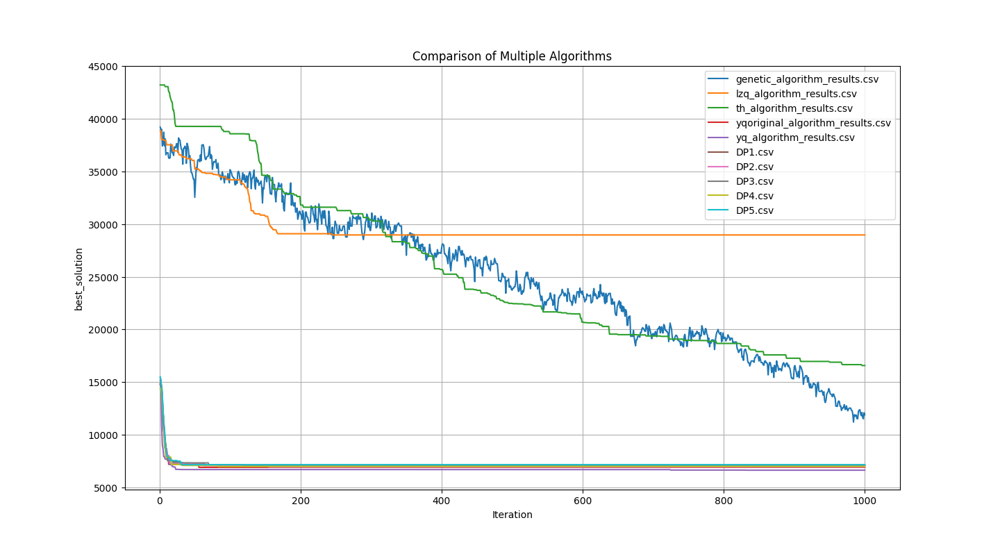 Comparison of Multiple Algorithms
45000
40000
35000
30000
25000
20000
15000
10000
5000
best_solution
genetic_algorithm_results.csv
lzq_algorithm_results.csv
th_algorithm_results.csv
yqoriginal_algorithm_results.csv
yq_algorithm_results.csv
DP1.csv
DP2.csv
DP3.csv
DP4.csv
DP5.csv
0 200 400 600 800 1000
Iteration